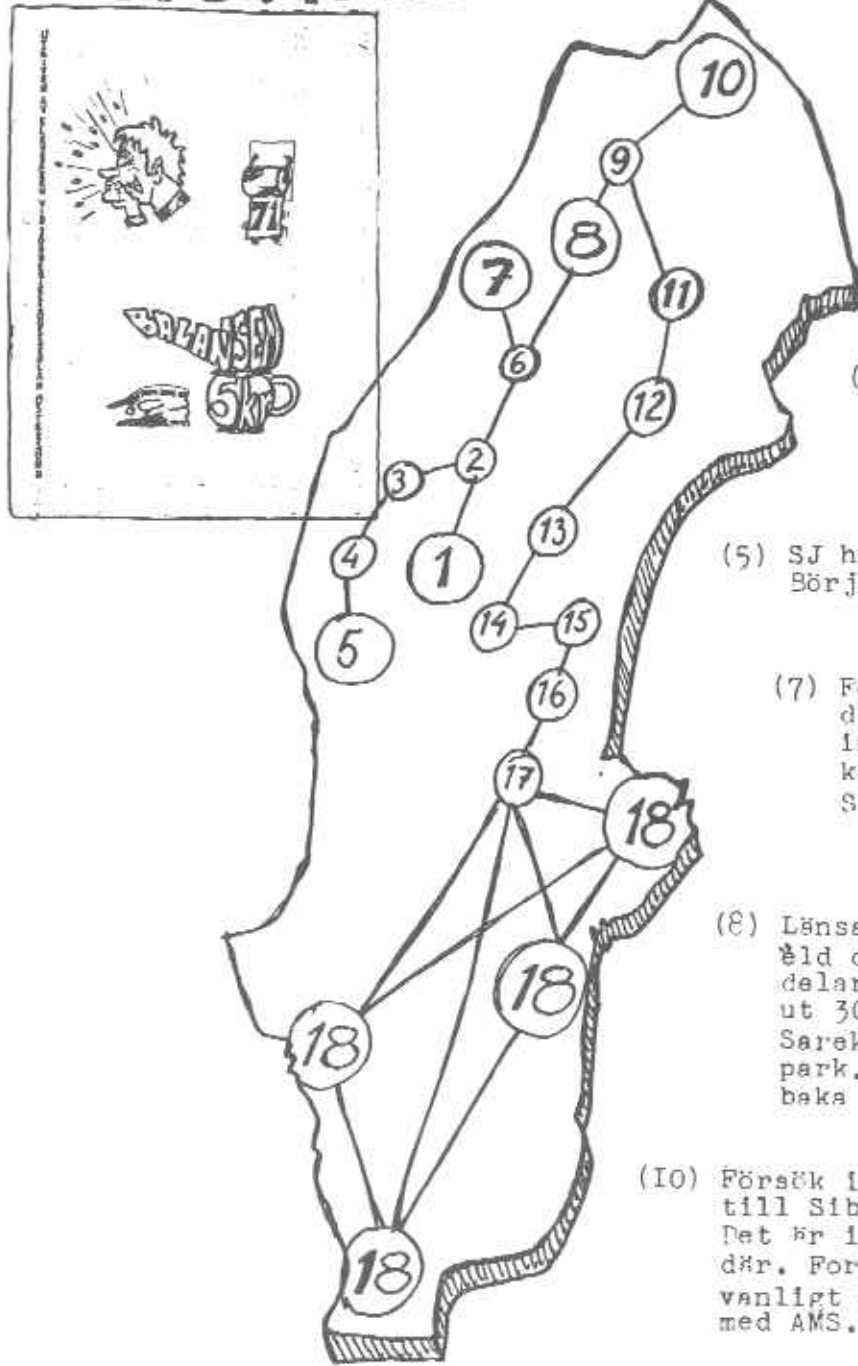 71
BALANSEN
5 KR
10
9
8
7
11
6
12
2
3
13
4
1
14
15
5
16
17
18
18
18
18
(
(5) SJ h
Börj
(7) F
d
i
k
S
(8) Länsa
eld o
delar
ut 30
Sarek
park.
baka
(I0) Försök i
till Sib
Det är i
där. For
vanligt
med AMS.